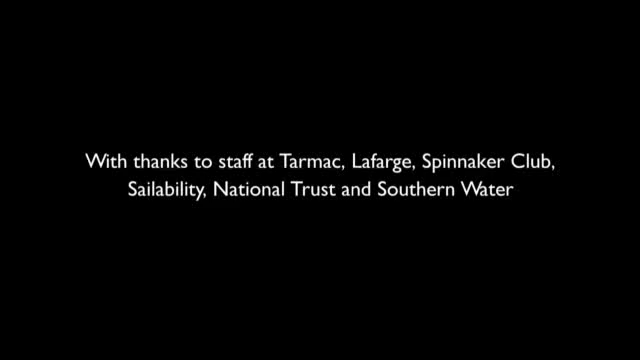 With thanks to staff at Tarmac, Lafarge, Spinnaker Club,
Sailability, National Trust and Southern Water